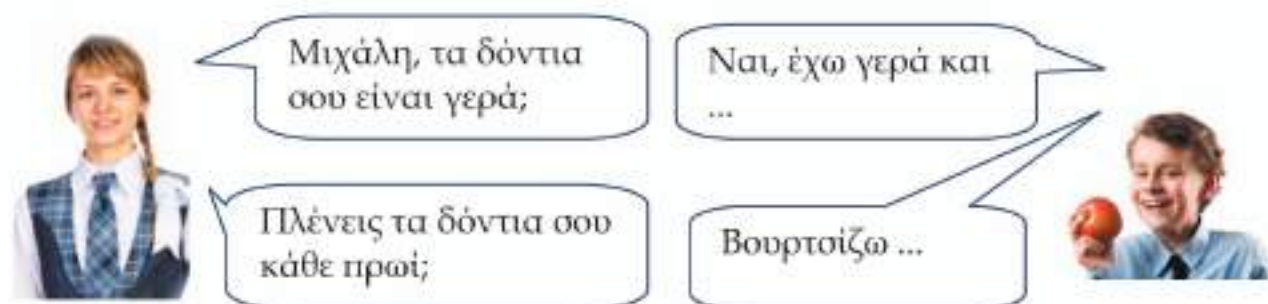 Μιχάλη, τα δόντια
σου είναι γερά;
Ναι, έχω γερά και
...
Πλένεις τα δόντια σου
κάθε πρωί;
Βουρτσίζω ...